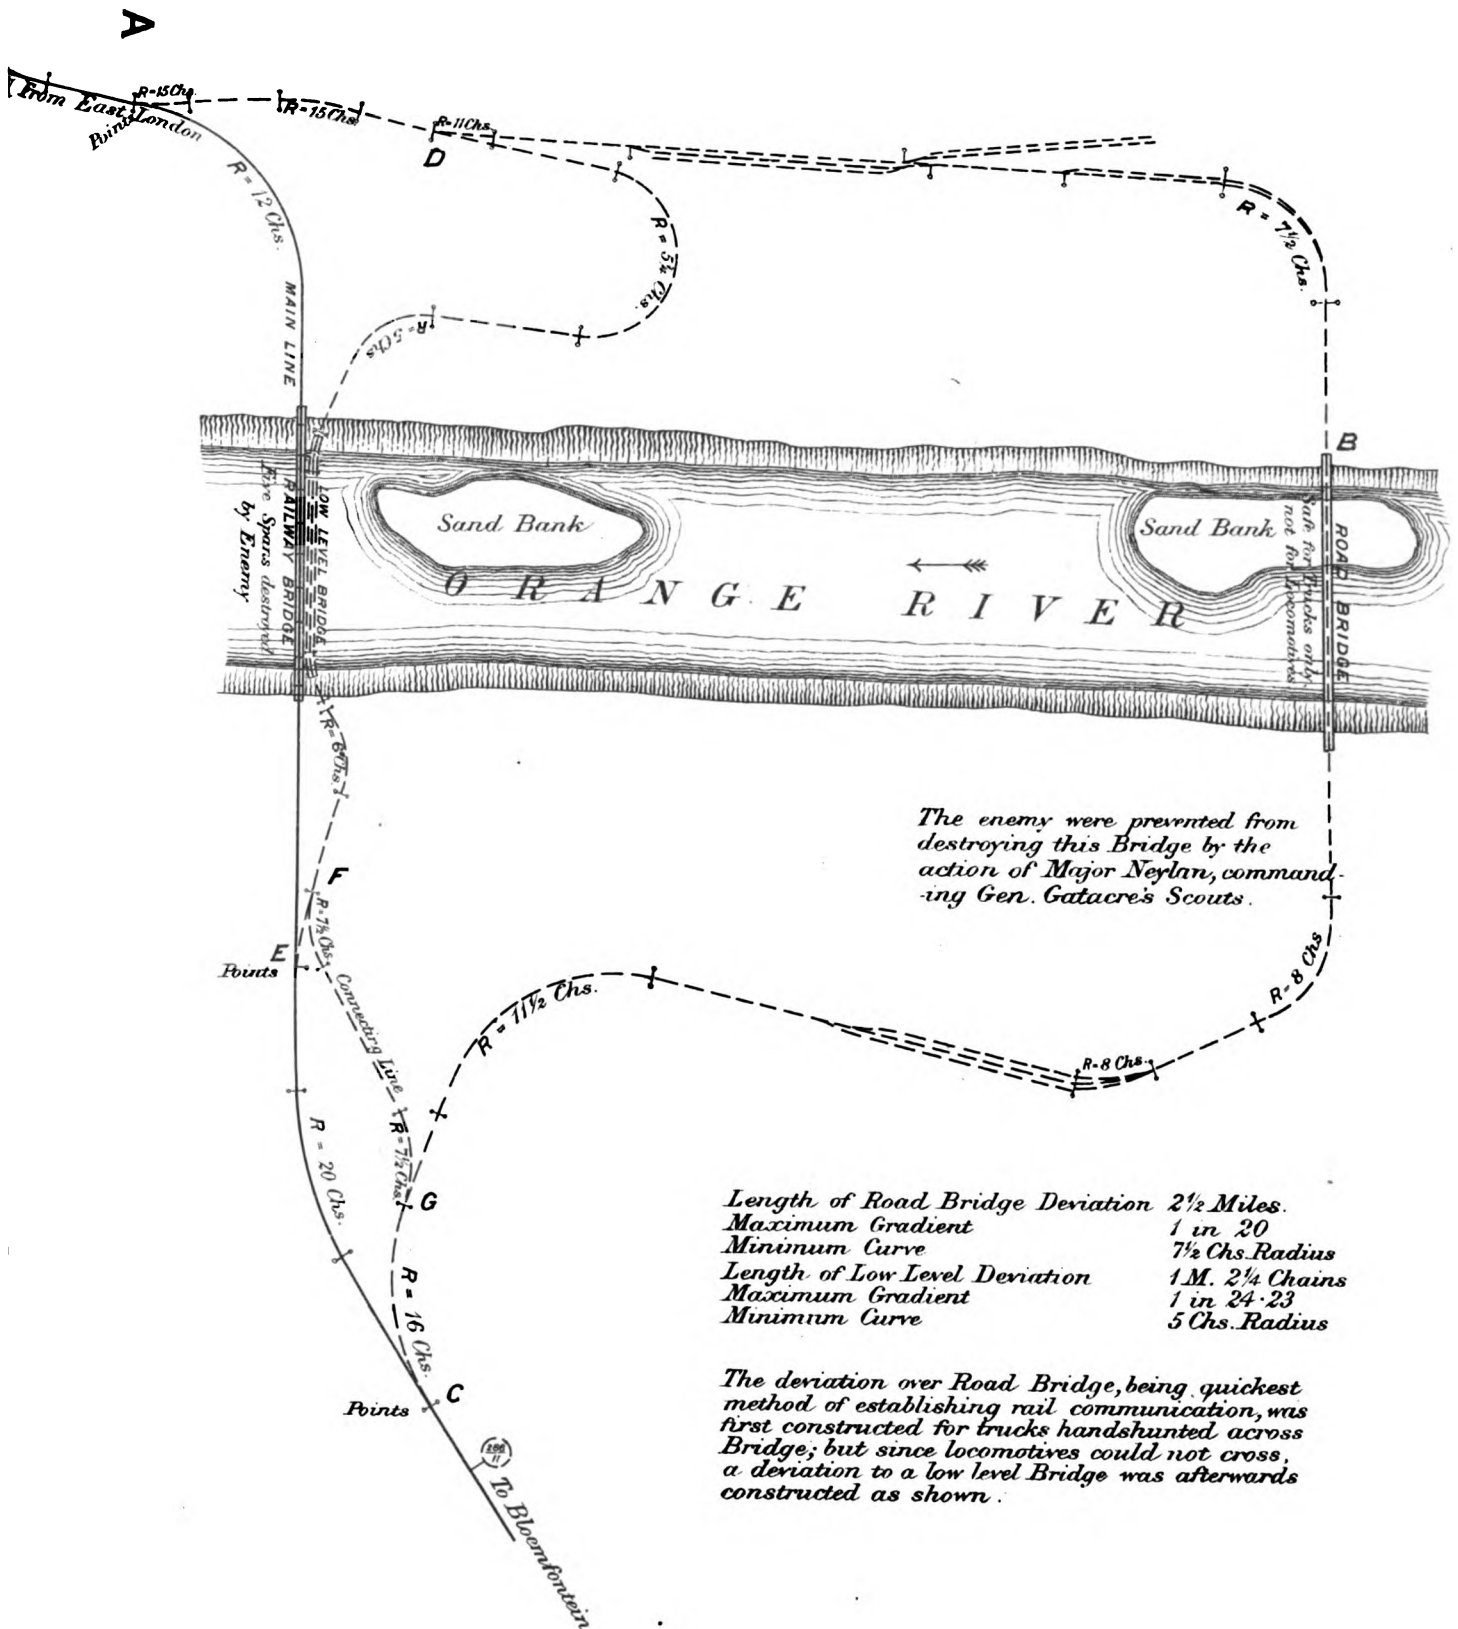 A
From East London
Points
R=15 Chs.
R=15 Chs.
R=11 Chs.
D
R = 12 Chs.
R = 5¼ Chs.
R = 7½ Chs.
MAIN LINE
R = 5 Chs
B
Five Spars destroyed
by Enemy
RAILWAY BRIDGE
LOW LEVEL BRIDGE
Sand Bank
Sand Bank
ORANGE RIVER
Safe for Trucks only
not for Locomotives
ROAD BRIDGE
R = 6 Chs.
The enemy were prevented from
destroying this Bridge by the
action of Major Neylan, command-
-ing Gen. Gatacre's Scouts.
F
R = 7½ Chs.
E
Points
Connecting Line
R = 11½ Chs.
R = 8 Chs
R = 8 Chs.
R = 20 Chs.
R = 7½ Chs.
G
Length of Road Bridge Deviation 2½ Miles.
Maximum Gradient 1 in 20
Minimum Curve 7½ Chs. Radius
Length of Low Level Deviation 1 M. 2¼ Chains
Maximum Gradient 1 in 24·23
Minimum Curve 5 Chs. Radius
R = 16 Chs.
C
Points
The deviation over Road Bridge, being quickest
method of establishing rail communication, was
first constructed for trucks handshunted across
Bridge; but since locomotives could not cross,
a deviation to a low level Bridge was afterwards
constructed as shown.
To Bloemfontein